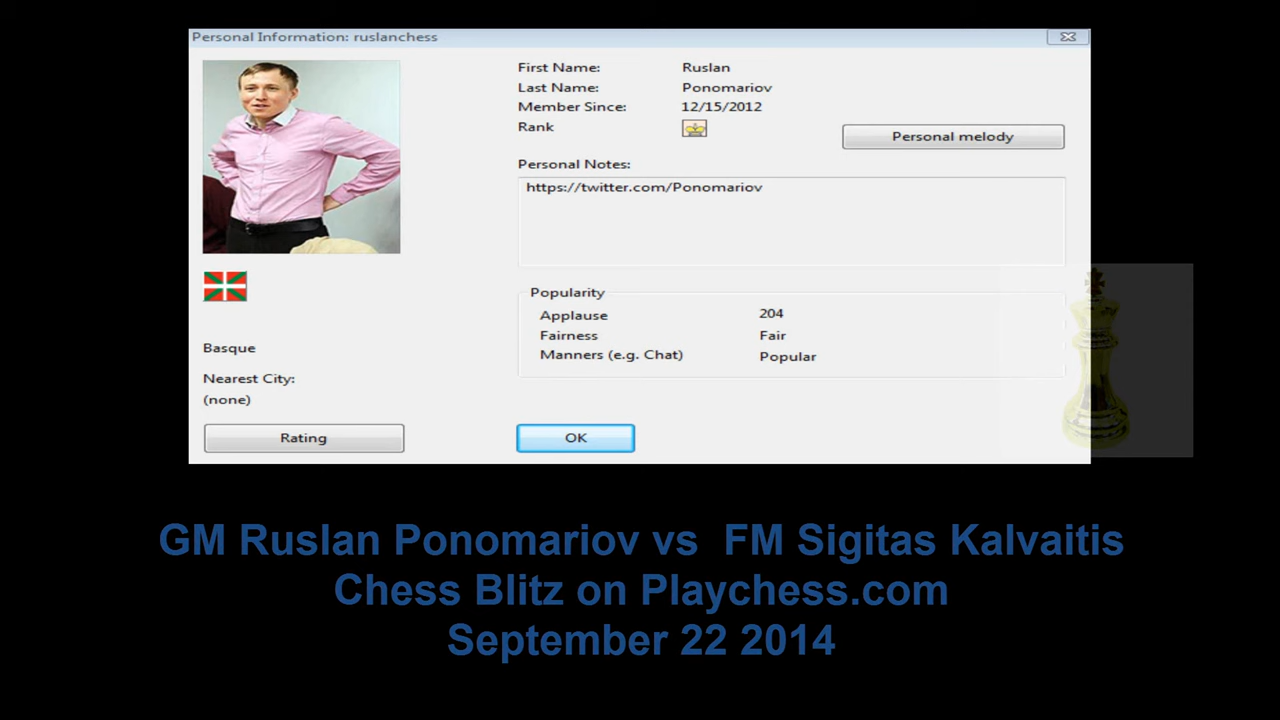 Personal Information: ruslanchess
First Name: Ruslan
Last Name: Ponomariov
Member Since: 12/15/2012
Rank
Personal melody
Personal Notes:
https://twitter.com/Ponomariov
Popularity
Applause 204
Fairness Fair
Manners (e.g. Chat) Popular
Basque
Nearest City:
(none)
Rating
OK
GM Ruslan Ponomariov vs  FM Sigitas Kalvaitis
Chess Blitz on Playchess.com
September 22 2014